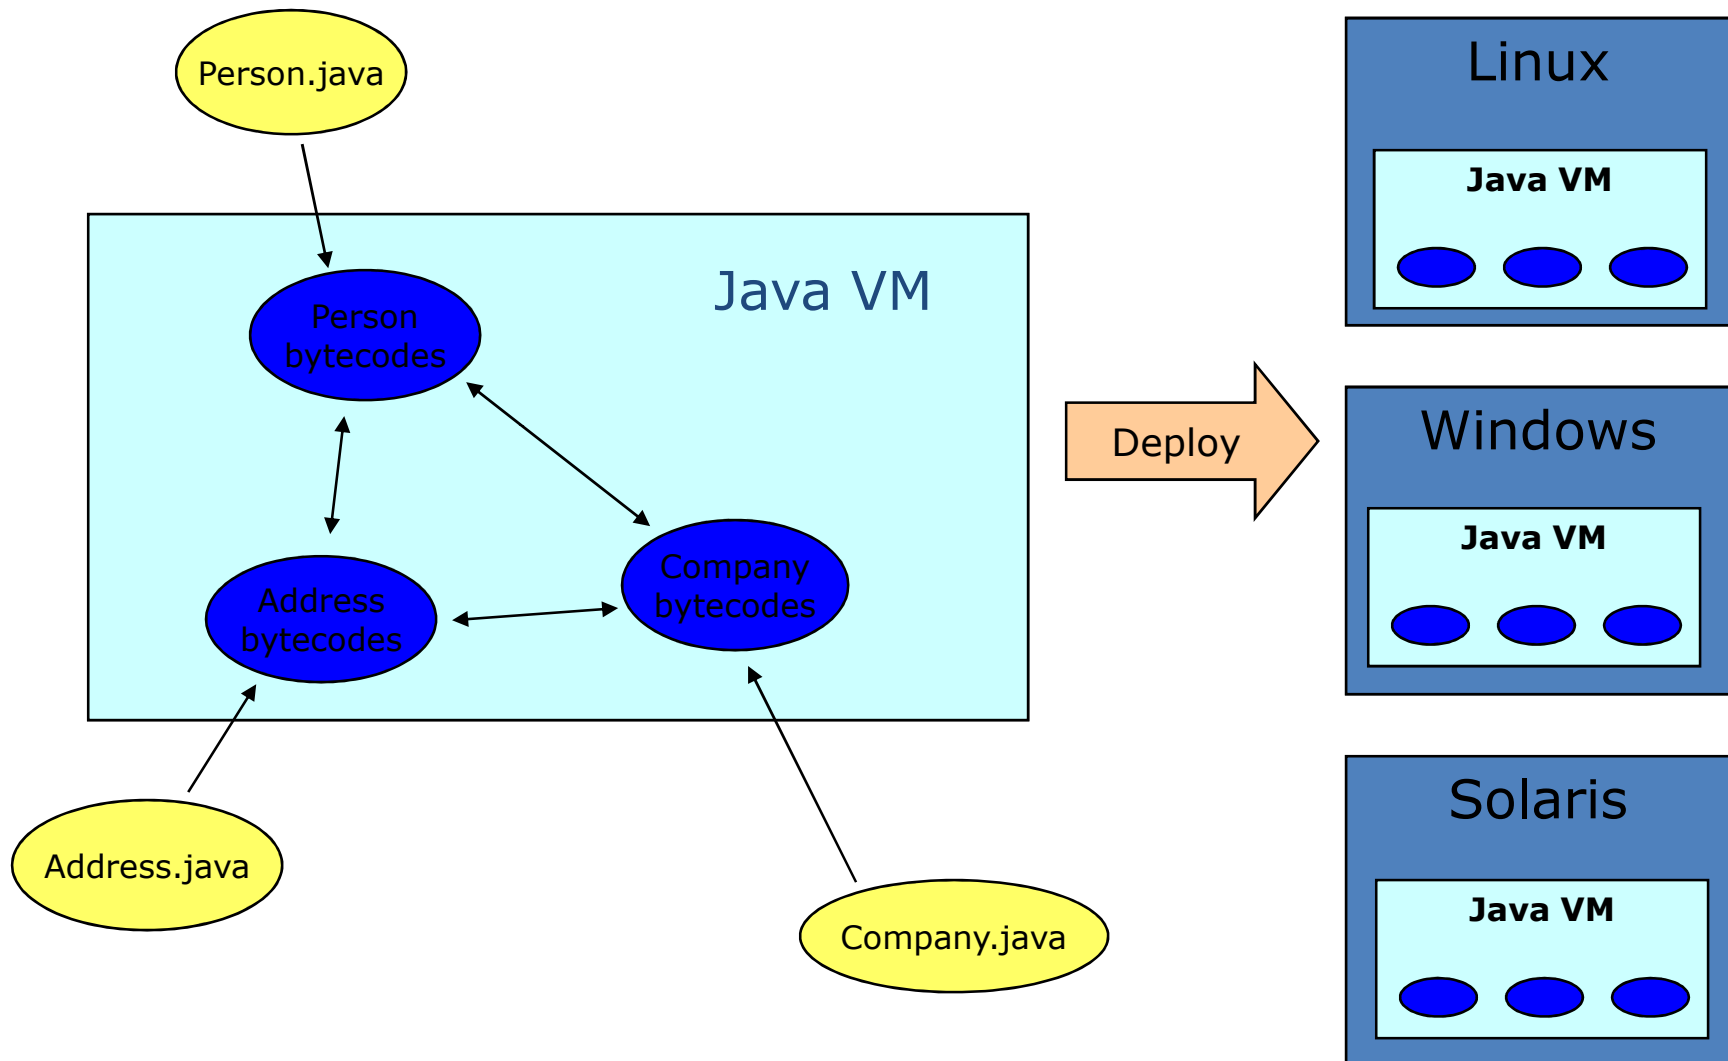 Person.java
Java VM
Person
bytecodes
Address
bytecodes
Company
bytecodes
Address.java
Company.java
Deploy
Linux
Java VM
Windows
Java VM
Solaris
Java VM